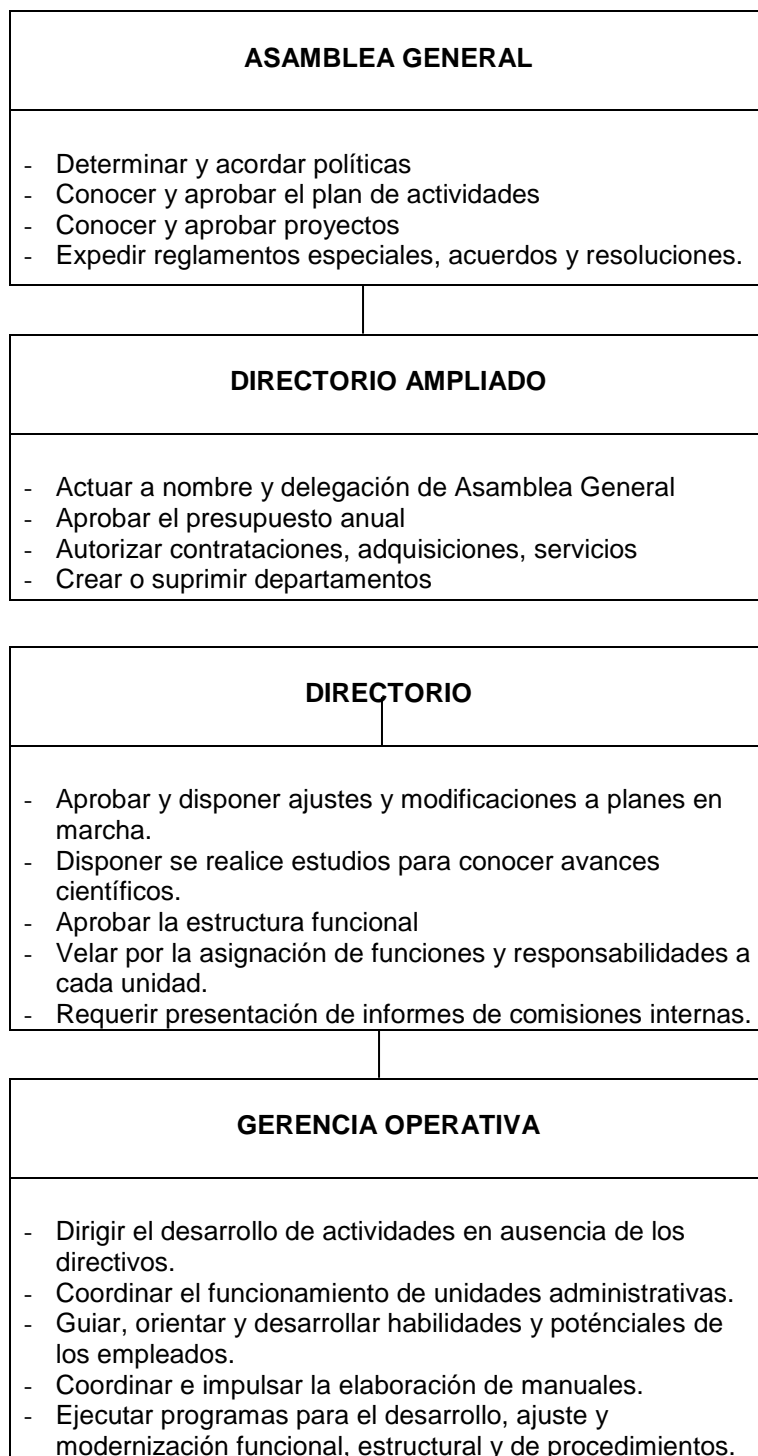 ASAMBLEA GENERAL
- Determinar y acordar políticas
- Conocer y aprobar el plan de actividades
- Conocer y aprobar proyectos
- Expedir reglamentos especiales, acuerdos y resoluciones.
DIRECTORIO AMPLIADO
- Actuar a nombre y delegación de Asamblea General
- Aprobar el presupuesto anual
- Autorizar contrataciones, adquisiciones, servicios
- Crear o suprimir departamentos
DIRECTORIO
- Aprobar y disponer ajustes y modificaciones a planes en
marcha.
- Disponer se realice estudios para conocer avances
científicos.
- Aprobar la estructura funcional
- Velar por la asignación de funciones y responsabilidades a
cada unidad.
- Requerir presentación de informes de comisiones internas.
GERENCIA OPERATIVA
- Dirigir el desarrollo de actividades en ausencia de los
directivos.
- Coordinar el funcionamiento de unidades administrativas.
- Guiar, orientar y desarrollar habilidades y poténciales de
los empleados.
- Coordinar e impulsar la elaboración de manuales.
- Ejecutar programas para el desarrollo, ajuste y
modernización funcional, estructural y de procedimientos.